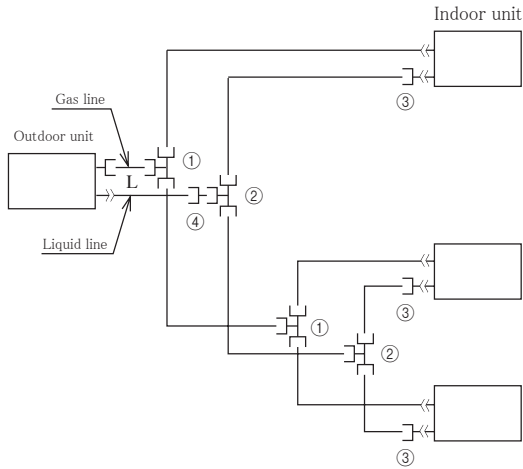 Indoor unit
Gas line
③
Outdoor unit
①
L
②
④
Liquid line
③
①
②
③